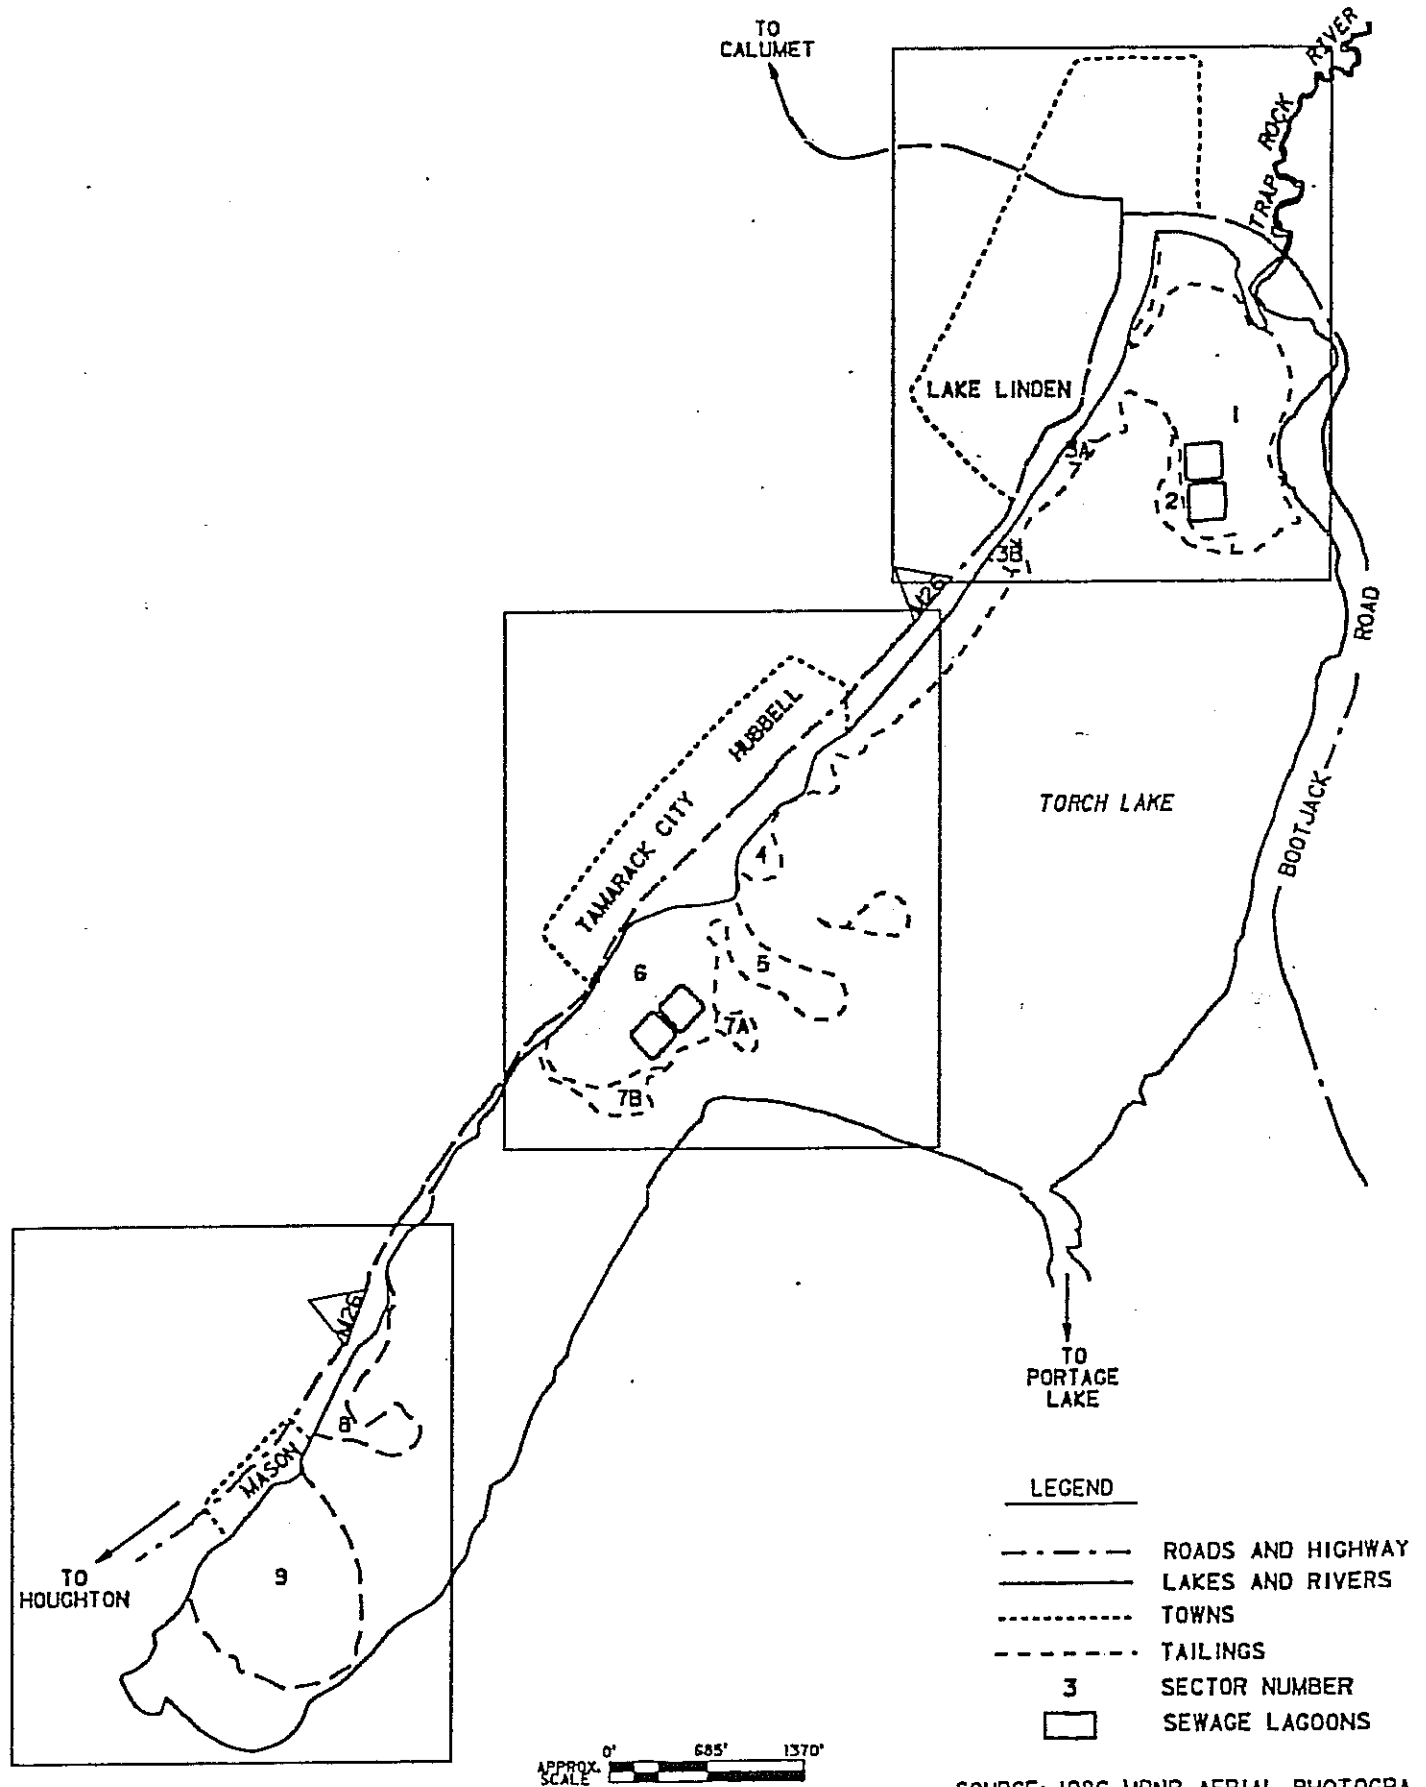 TO
CALUMET
TRAP ROCK RIVER
LAKE LINDEN
1
3A
2
3B
M26
ROAD
HUBBELL
TAMARACK CITY
TORCH LAKE
BOOTJACK
4
5
6
7A
7B
TO
PORTAGE
LAKE
M26
8
MASON
9
TO
HOUGHTON
LEGEND
ROADS AND HIGHWAY
LAKES AND RIVERS
TOWNS
TAILINGS
3 SECTOR NUMBER
SEWAGE LAGOONS
APPROX.
SCALE
0' 685' 1370'